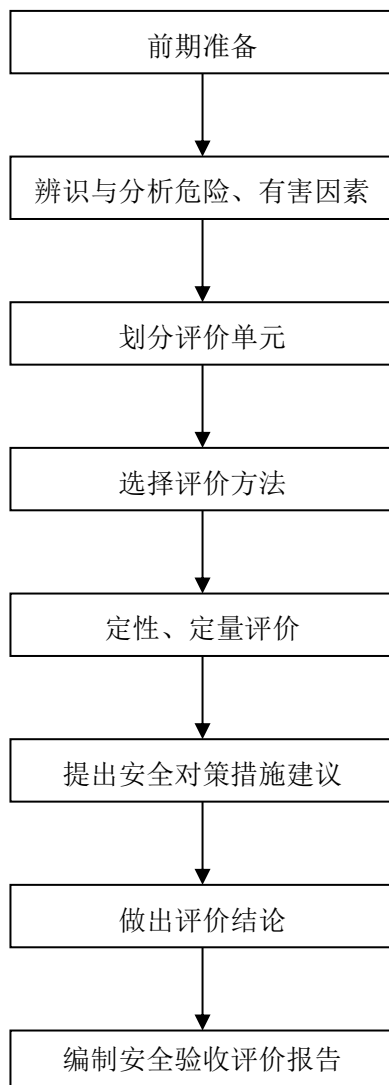 前期准备
辨识与分析危险、有害因素
划分评价单元
选择评价方法
定性、定量评价
提出安全对策措施建议
做出评价结论
编制安全验收评价报告